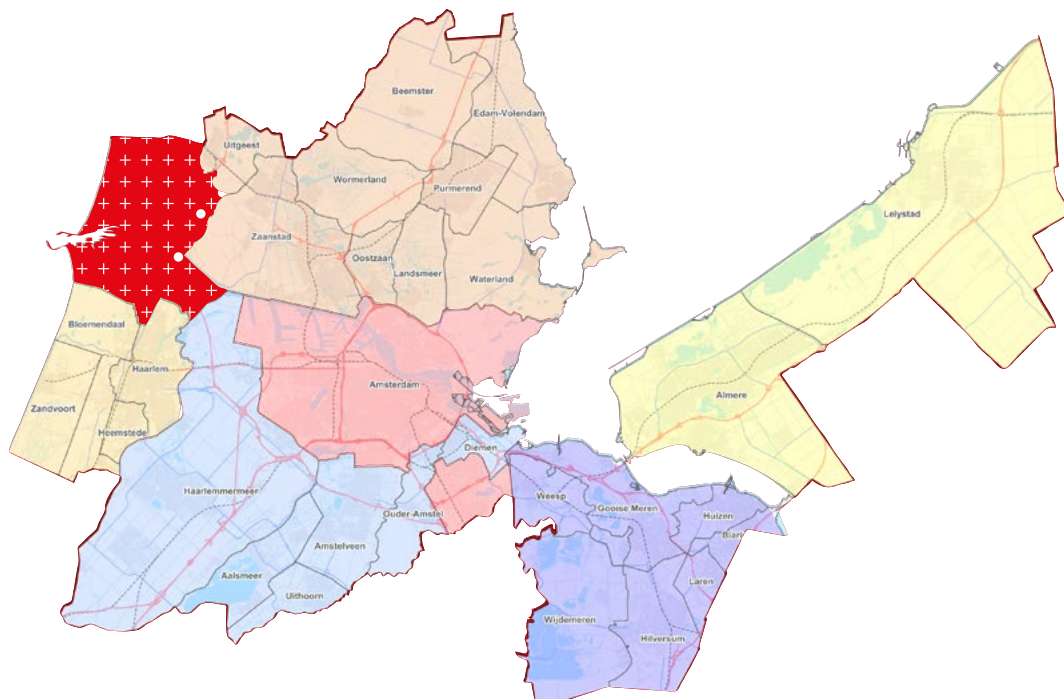 Beemster
Edam-Volendam
Uitgeest
Wormerland
Purmerend
Lelystad
Zaanstad
Oostzaan
Landsmeer
Waterland
Bloemendaal
Haarlem
Amsterdam
Almere
Zandvoort
Heemstede
Diemen
Haarlemmermeer
Weesp
Gooise Meren
Huizen
Ouder-Amstel
Blari
Amstelveen
Aalsmeer
Laren
Uithoorn
Wijdemeren
Hilversum